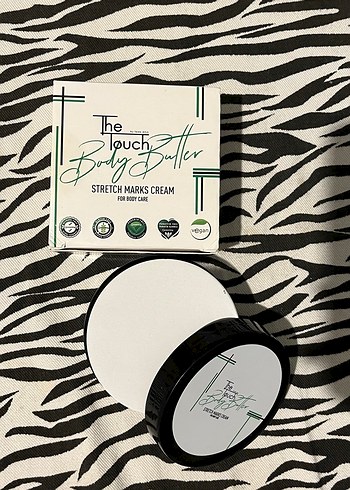 The
Touch
Body Butter
STRETCH MARKS CREAM
FOR BODY CARE
vegan
The
Touch
Body Butter
STRETCH MARKS CREAM